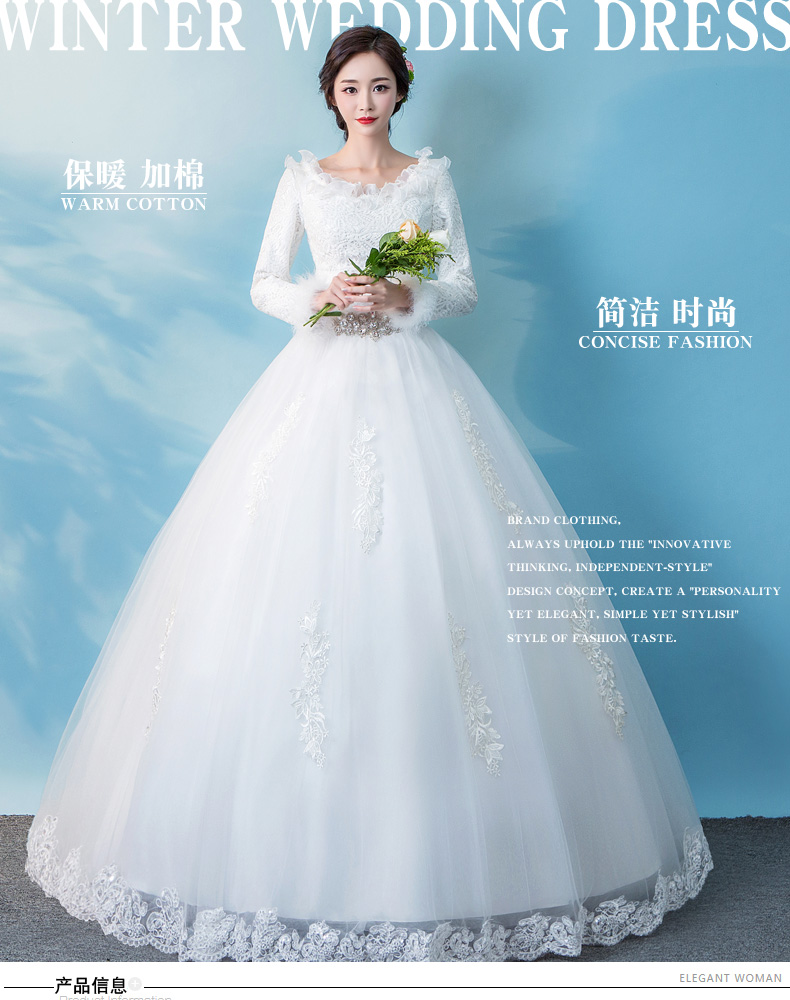 WINTER WEDDING DRESS
保暖 加棉
WARM COTTON
简洁 时尚
CONCISE FASHION
BRAND CLOTHING,
ALWAYS UPHOLD THE "INNOVATIVE
THINKING, INDEPENDENT-STYLE"
DESIGN CONCEPT, CREATE A "PERSONALITY
YET ELEGANT, SIMPLE YET STYLISH"
STYLE OF FASHION TASTE.
ELEGANT WOMAN
产品信息
Product Information